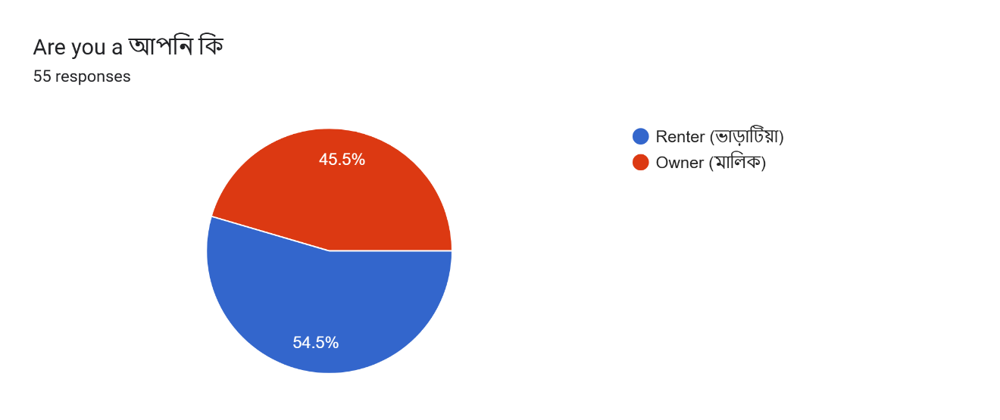 Are you a আপনি কি
55 responses
Renter (ভাড়াটিয়া)
Owner (মালিক)
45.5%
54.5%